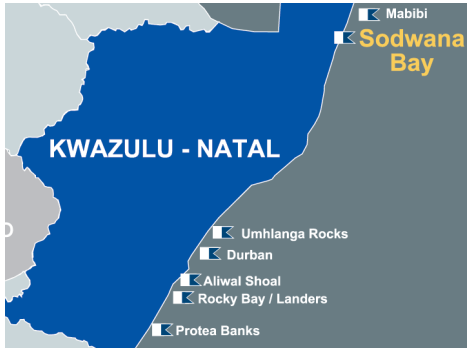 Mabibi
Sodwana
Bay
KWAZULU - NATAL
Umhlanga Rocks
O
Durban
Aliwal Shoal
Rocky Bay / Landers
Protea Banks